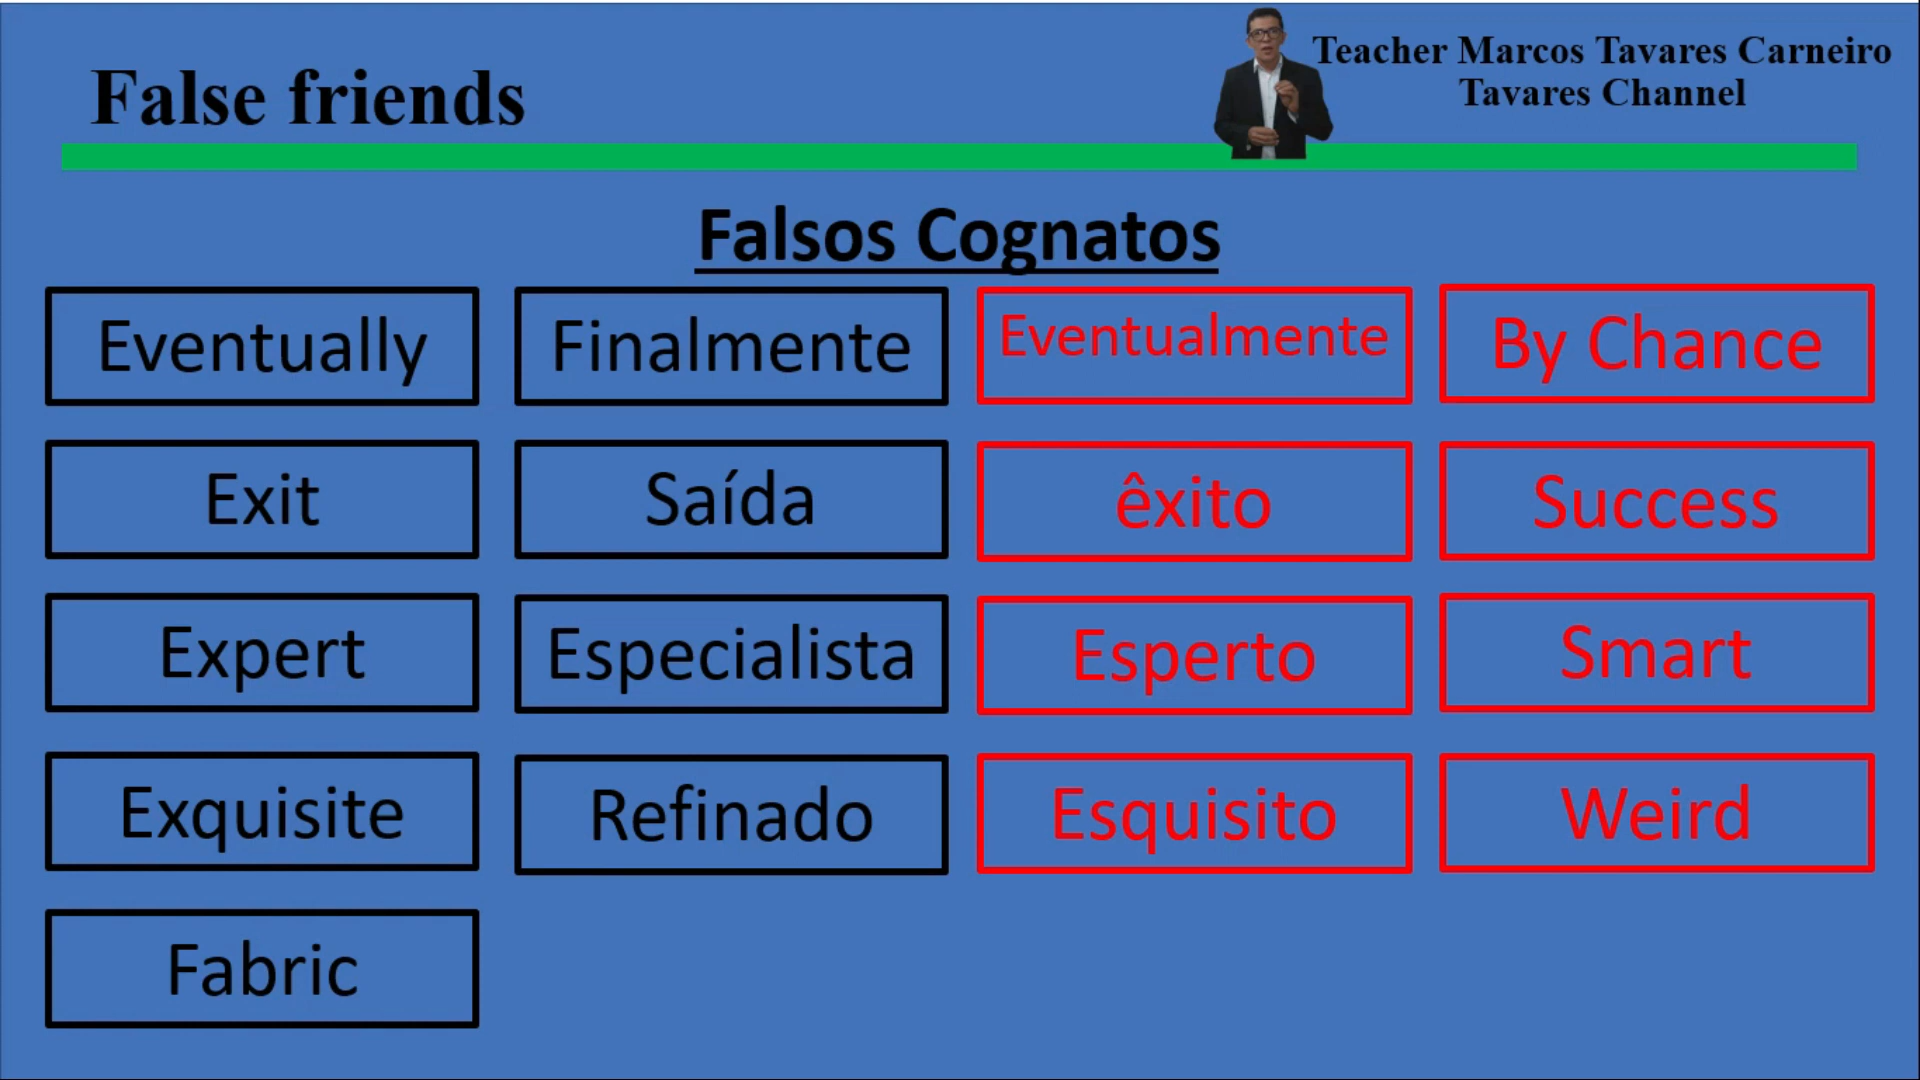 False friends
Teacher Marcos Tavares Carneiro
Tavares Channel
Falsos Cognatos
Eventually
Finalmente
Eventualmente
By Chance
Exit
Saída
êxito
Success
Expert
Especialista
Esperto
Smart
Exquisite
Refinado
Esquisito
Weird
Fabric